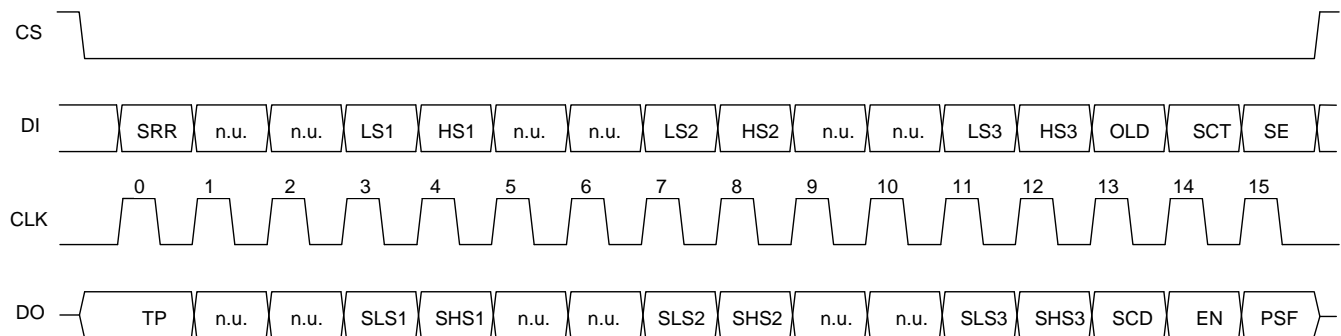 CS
DI SRR n.u. n.u. LS1 HS1 n.u. n.u. LS2 HS2 n.u. n.u. LS3 HS3 OLD SCT SE
0 1 2 3 4 5 6 7 8 9 10 11 12 13 14 15
CLK
DO TP n.u. n.u. SLS1 SHS1 n.u. n.u. SLS2 SHS2 n.u. n.u. SLS3 SHS3 SCD EN PSF